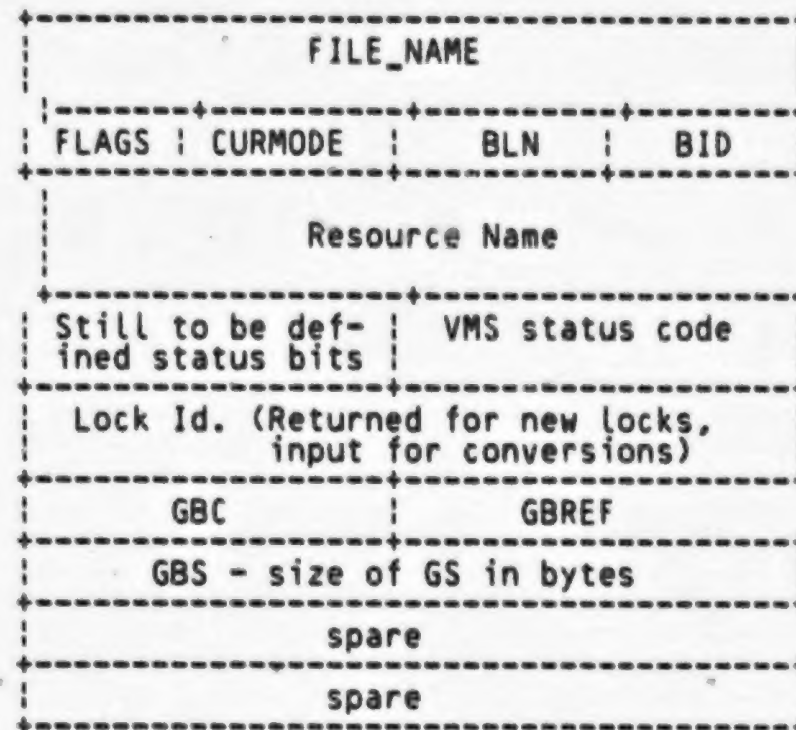 FILE_NAME
FLAGS CURMODE BLN BID
Resource Name
Still to be def- VMS status code
ined status bits
Lock Id. (Returned for new locks,
input for conversions)
GBC GBREF
GBS - size of GS in bytes
spare
spare